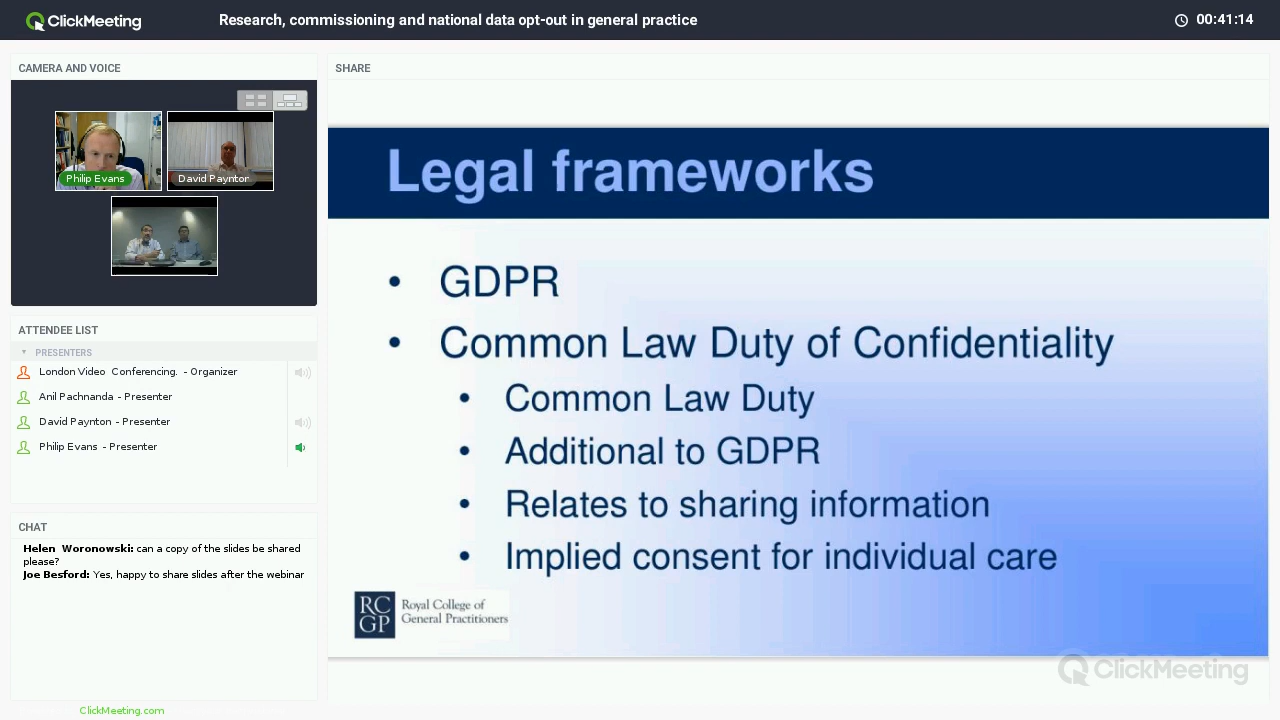 ClickMeeting
Research, commissioning and national data opt-out in general practice
00:41:14
CAMERA AND VOICE
Philip Evans
David Paynton
ATTENDEE LIST
PRESENTERS
London Video Conferencing. - Organizer
Anil Pachnanda - Presenter
David Paynton - Presenter
Philip Evans - Presenter
CHAT
Helen Woronowski: can a copy of the slides be shared
please?
Joe Besford: Yes, happy to share slides after the webinar
ClickMeeting.com
SHARE
Legal frameworks
• GDPR
• Common Law Duty of Confidentiality
• Common Law Duty
• Additional to GDPR
• Relates to sharing information
• Implied consent for individual care
RC
GP
Royal College of
General Practitioners
ClickMeeting